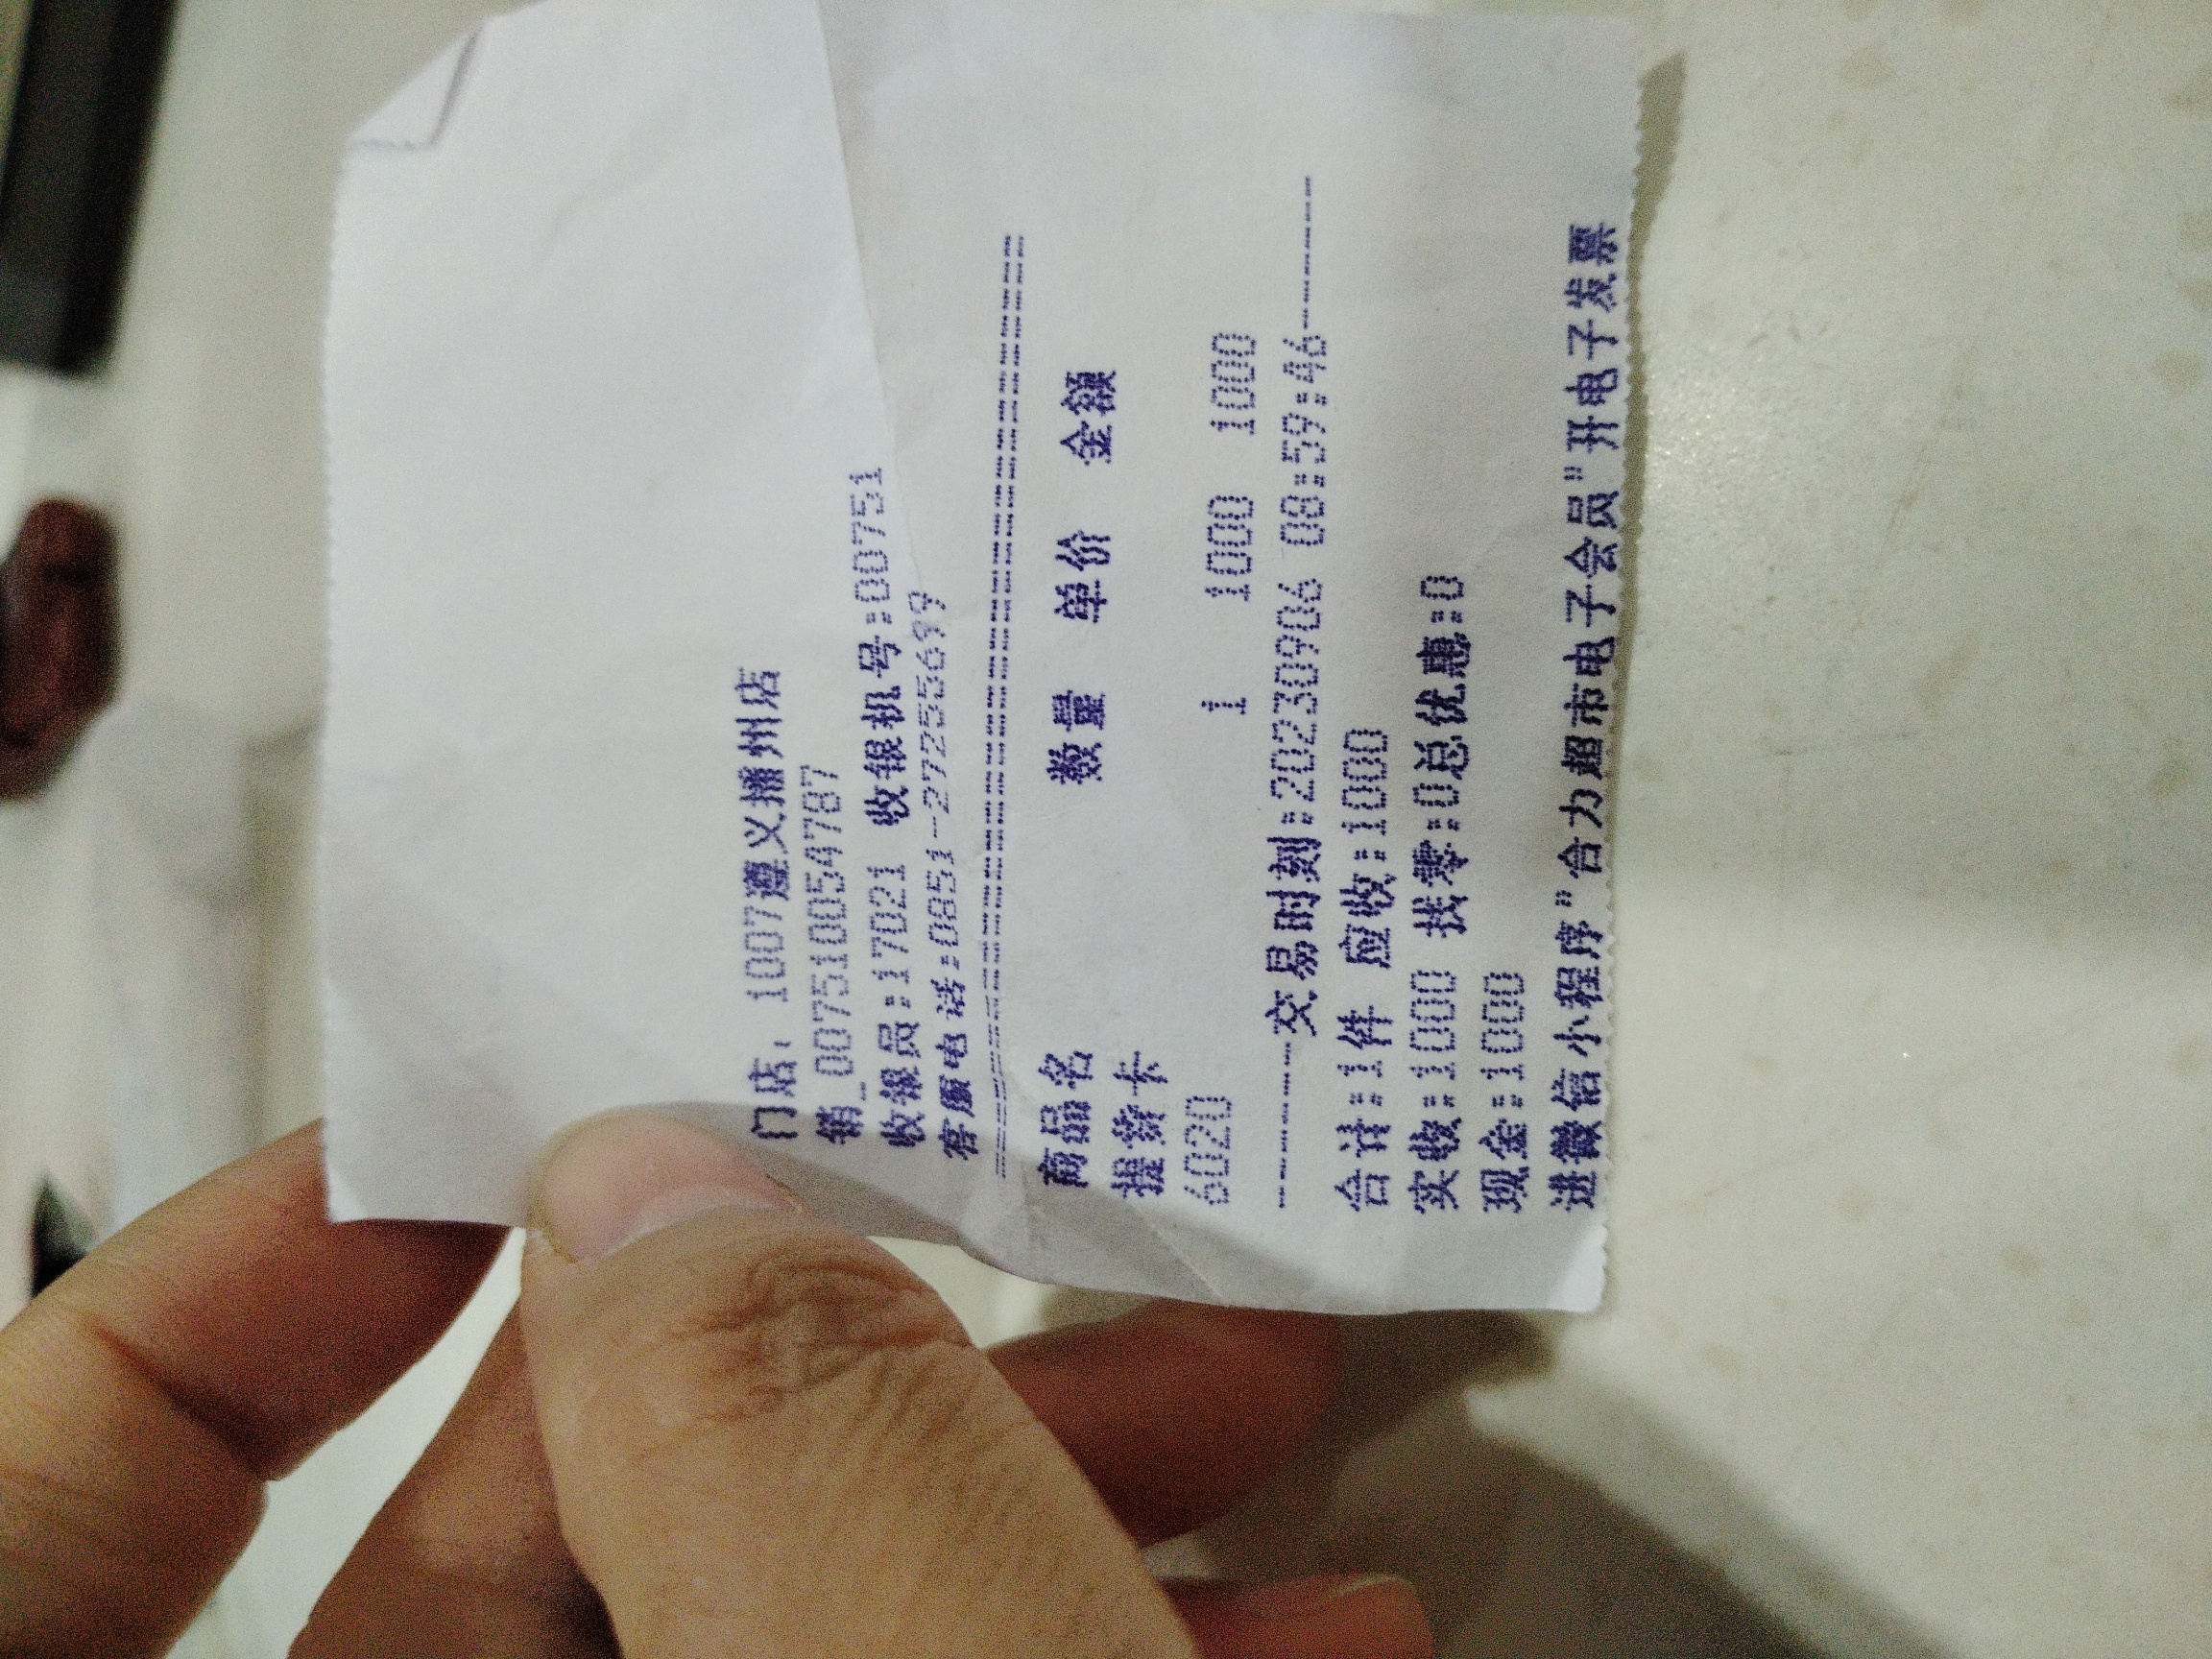 门店: 1007遵义播州店
销_007510054787
收银员:17021 收银机号:00751
客服电话:0851-27255699
================================
商品名 数量 单价 金额
提货卡
6020 1 1000 1000
------交易时刻:20230906 08:59:46------
合计:1件 应收:1000
实收:1000 找零:0总优惠:0
现金:1000
进微信小程序"合力超市电子会员"开电子发票